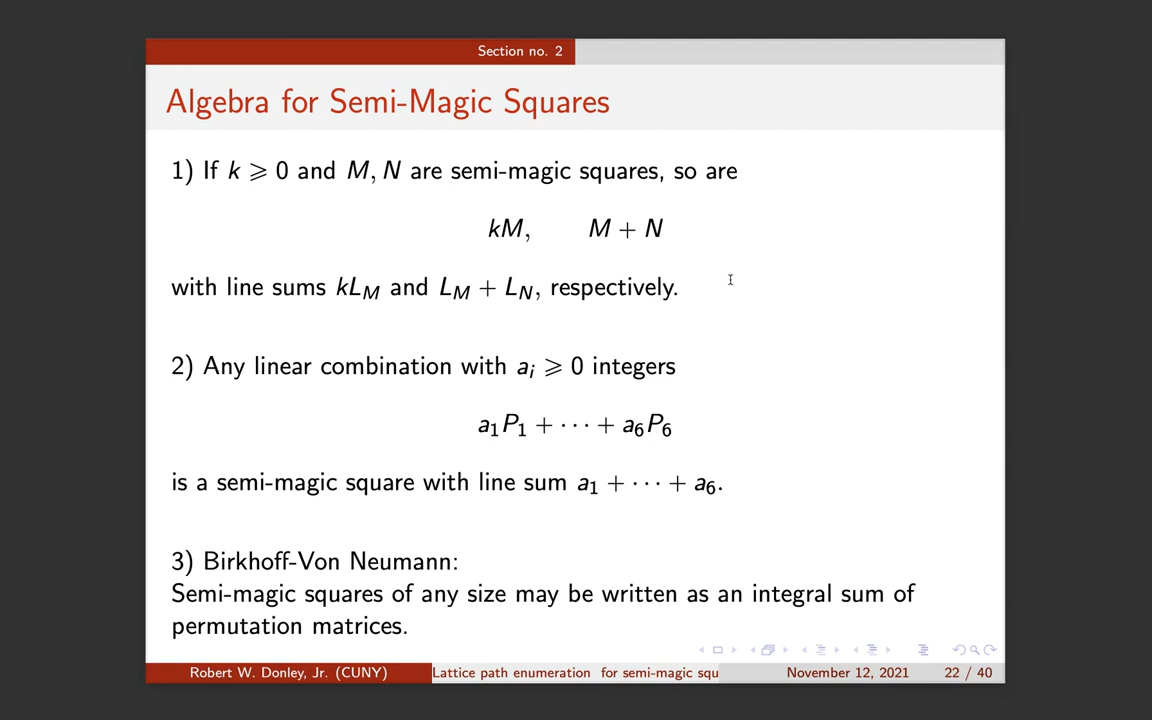 Section no. 2
Algebra for Semi-Magic Squares
1) If k ⩾ 0 and M, N are semi-magic squares, so are
kM, M + N
with line sums kL_M and L_M + L_N, respectively.
2) Any linear combination with a_i ⩾ 0 integers
a_1P_1 + ··· + a_6P_6
is a semi-magic square with line sum a_1 + ··· + a_6.
3) Birkhoff-Von Neumann:
Semi-magic squares of any size may be written as an integral sum of
permutation matrices.
Robert W. Donley, Jr. (CUNY) Lattice path enumeration for semi-magic squ November 12, 2021 22 / 40